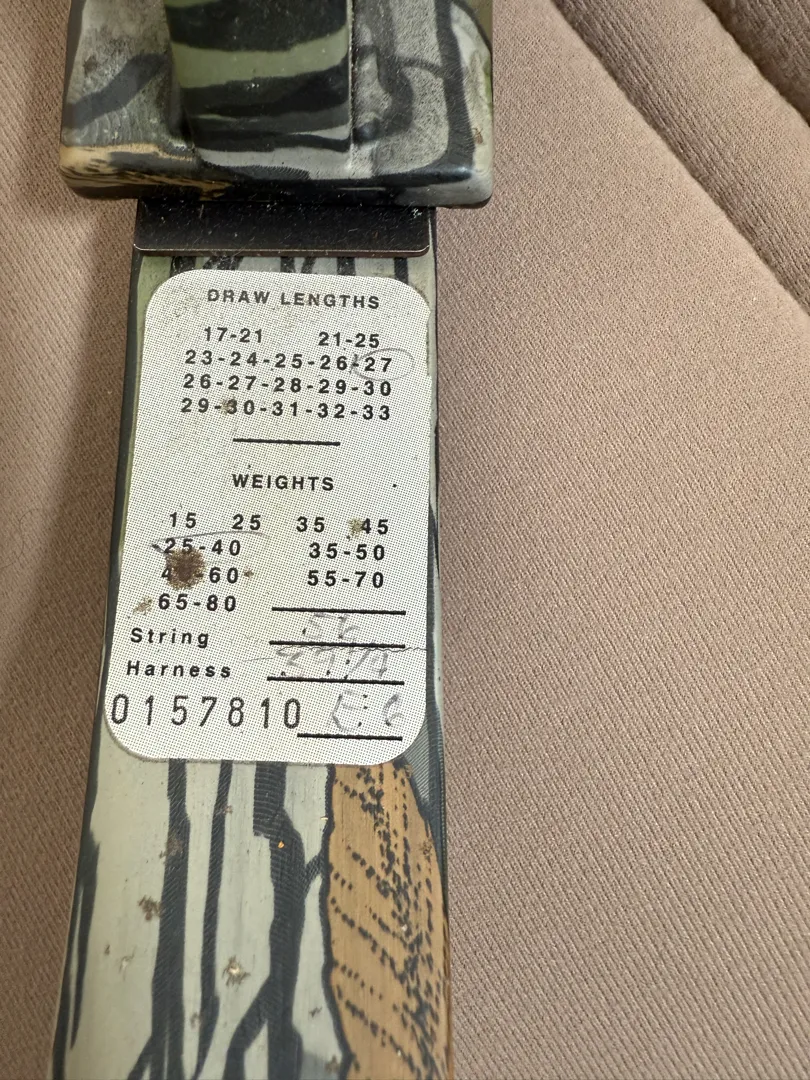 DRAW LENGTHS
17-21 21-25
23-24-25-26-27
26-27-28-29-30
29-30-31-32-33
WEIGHTS
15 25 35 45
25-40 35-50
-60 55-70
65-80
String
Harness
0157810